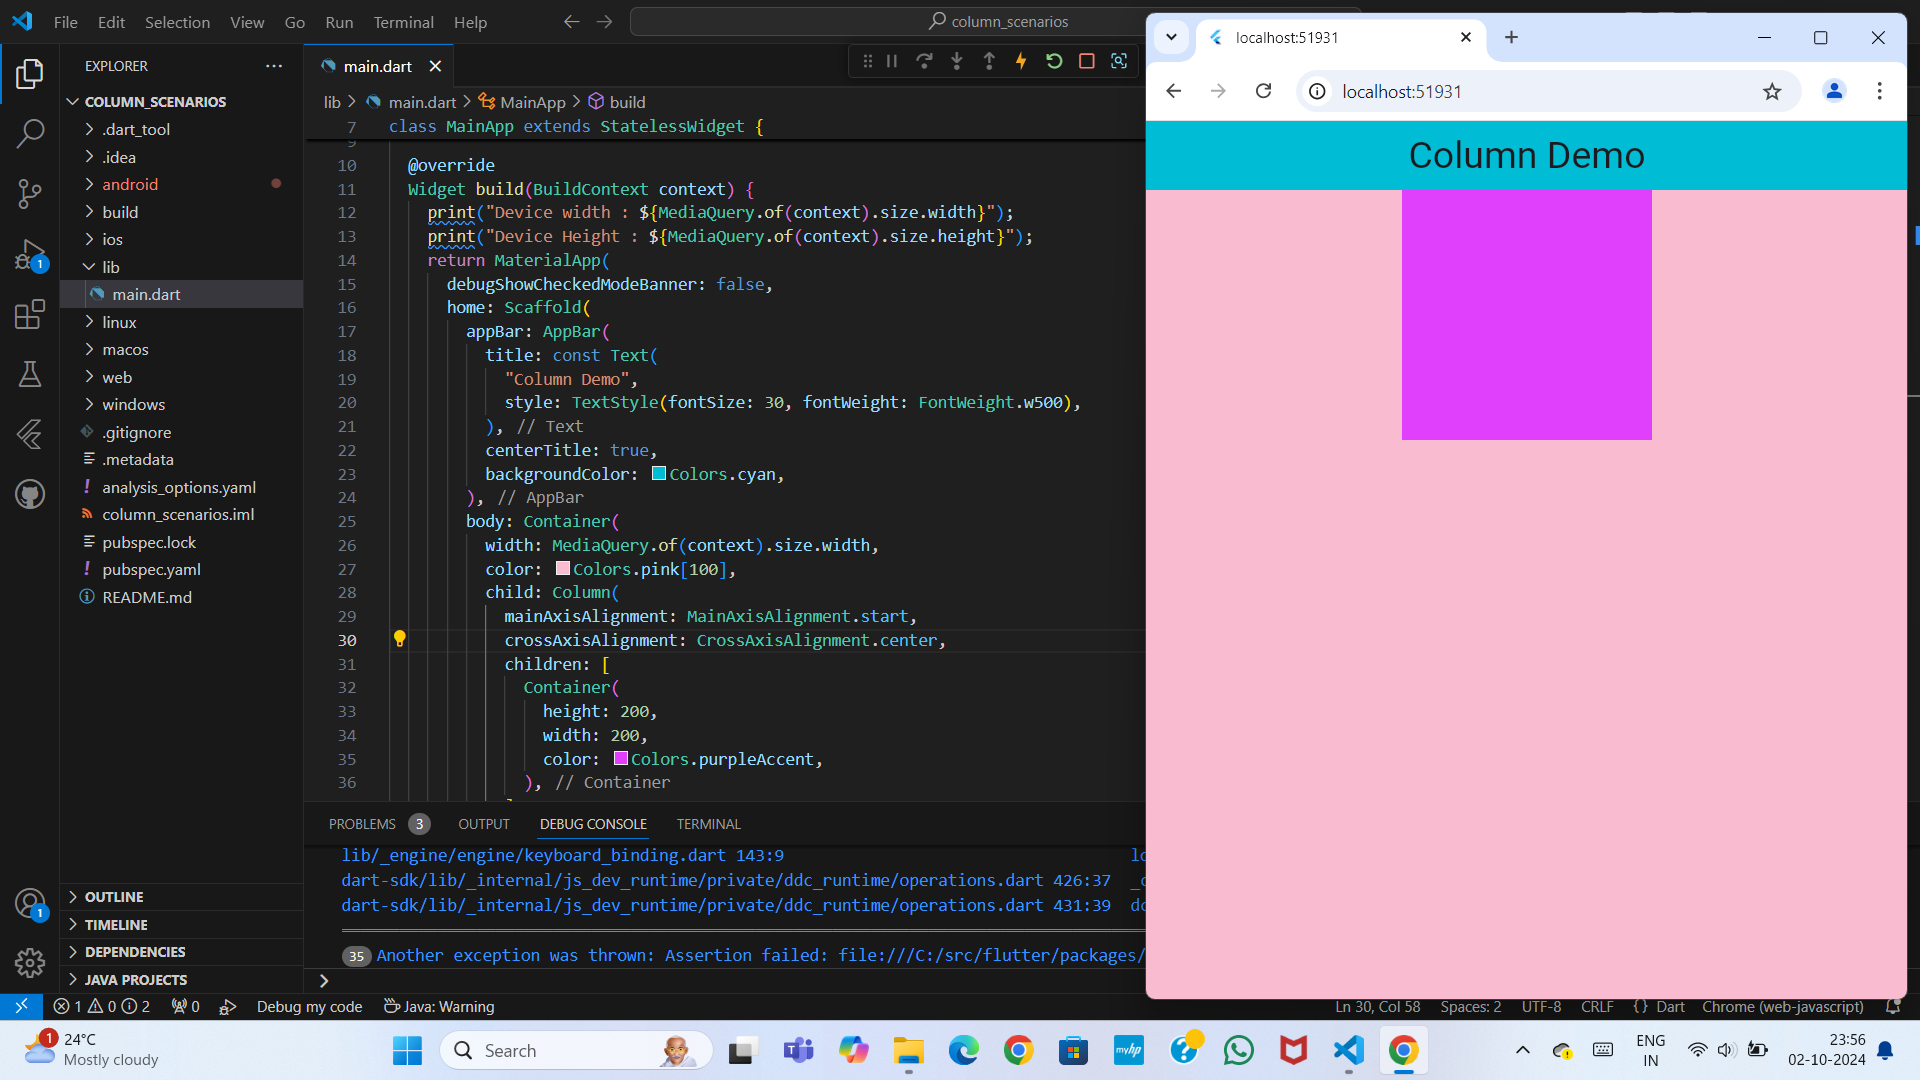 File Edit Selection View Go Run Terminal Help
column_scenarios
EXPLORER
COLUMN_SCENARIOS
.dart_tool
.idea
android
build
ios
lib
main.dart
linux
macos
web
windows
.gitignore
.metadata
analysis_options.yaml
column_scenarios.iml
pubspec.lock
pubspec.yaml
README.md
OUTLINE
TIMELINE
DEPENDENCIES
JAVA PROJECTS
main.dart
lib > main.dart > MainApp > build
7 class MainApp extends StatelessWidget {
9
10 @override
11 Widget build(BuildContext context) {
12 print("Device width : ${MediaQuery.of(context).size.width}");
13 print("Device Height : ${MediaQuery.of(context).size.height}");
14 return MaterialApp(
15 debugShowCheckedModeBanner: false,
16 home: Scaffold(
17 appBar: AppBar(
18 title: const Text(
19 "Column Demo",
20 style: TextStyle(fontSize: 30, fontWeight: FontWeight.w500),
21 ), // Text
22 centerTitle: true,
23 backgroundColor: Colors.cyan,
24 ), // AppBar
25 body: Container(
26 width: MediaQuery.of(context).size.width,
27 color: Colors.pink[100],
28 child: Column(
29 mainAxisAlignment: MainAxisAlignment.start,
30 crossAxisAlignment: CrossAxisAlignment.center,
31 children: [
32 Container(
33 height: 200,
34 width: 200,
35 color: Colors.purpleAccent,
36 ), // Container
PROBLEMS 3 OUTPUT DEBUG CONSOLE TERMINAL
lib/_engine/engine/keyboard_binding.dart 143:9
dart-sdk/lib/_internal/js_dev_runtime/private/ddc_runtime/operations.dart 426:37
dart-sdk/lib/_internal/js_dev_runtime/private/ddc_runtime/operations.dart 431:39
35 Another exception was thrown: Assertion failed: file:///C:/src/flutter/packages/
localhost:51931
localhost:51931
Column Demo
1 0 2 0 Debug my code Java: Warning
Ln 30, Col 58 Spaces: 2 UTF-8 CRLF {} Dart Chrome (web-javascript)
1
1
1
24°C
Mostly cloudy
Search
myhp
ENG
IN
23:56
02-10-2024